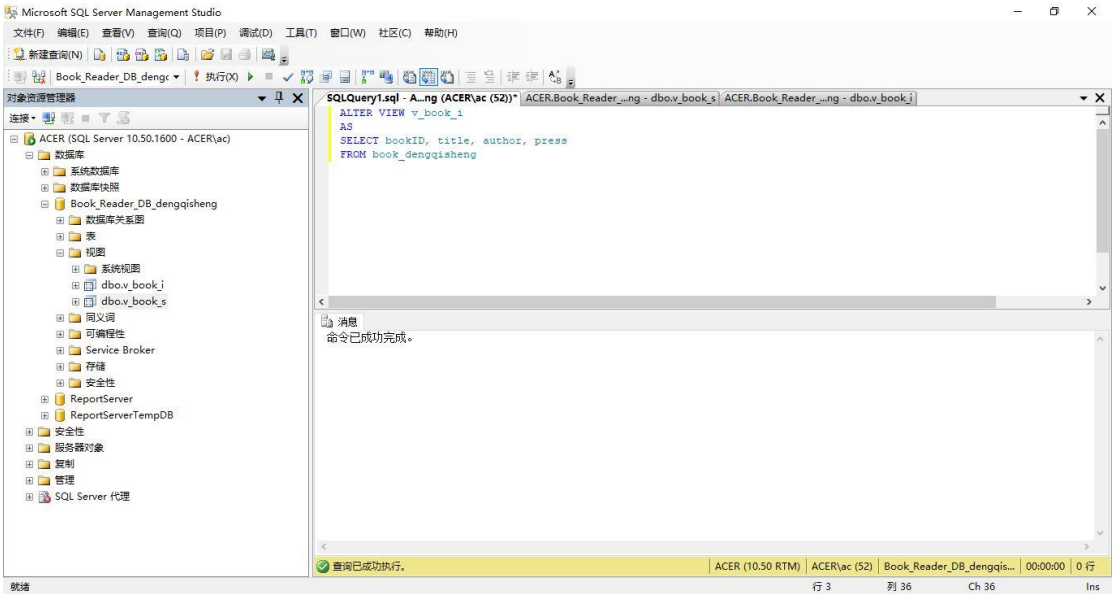 Microsoft SQL Server Management Studio
文件(F) 编辑(E) 查看(V) 查询(Q) 项目(P) 调试(D) 工具(T) 窗口(W) 社区(C) 帮助(H)
新建查询(N)
Book_Reader_DB_dengc 执行(X)
对象资源管理器
连接
ACER (SQL Server 10.50.1600 - ACER\ac)
数据库
系统数据库
数据库快照
Book_Reader_DB_dengqisheng
数据库关系图
表
视图
系统视图
dbo.v_book_i
dbo.v_book_s
同义词
可编程性
Service Broker
存储
安全性
ReportServer
ReportServerTempDB
安全性
服务器对象
复制
管理
SQL Server 代理
SQLQuery1.sql - A...ng (ACER\ac (52))* ACER.Book_Reader_...ng - dbo.v_book_s ACER.Book_Reader_...ng - dbo.v_book_i
ALTER VIEW v_book_i
AS
SELECT bookID, title, author, press
FROM book_dengqisheng
消息
命令已成功完成。
查询已成功执行。 ACER (10.50 RTM) ACER\ac (52) Book_Reader_DB_dengqis... 00:00:00 0 行
就绪 行 3 列 36 Ch 36 Ins